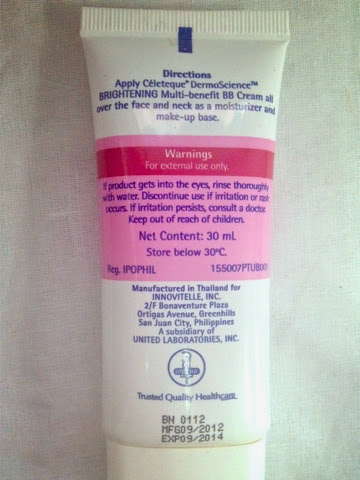 Directions
Apply Céleteque® DermoScience™
BRIGHTENING Multi-benefit BB Cream all
over the face and neck as a moisturizer and
make-up base.
Warnings
For external use only.
If product gets into the eyes, rinse thoroughly
with water. Discontinue use if irritation or rash
occurs. If irritation persists, consult a doctor.
Keep out of reach of children.
Net Content: 30 mL
Store below 30ºC.
Reg. IPOPHIL 155007PTUB001
Manufactured in Thailand for
INNOVITELLE, INC.
2/F Bonaventure Plaza
Ortigas Avenue, Greenhills
San Juan City, Philippines
A subsidiary of
UNITED LABORATORIES, INC.
Trusted Quality Healthcare
BN 0112
MFG09/2012
EXP09/2014